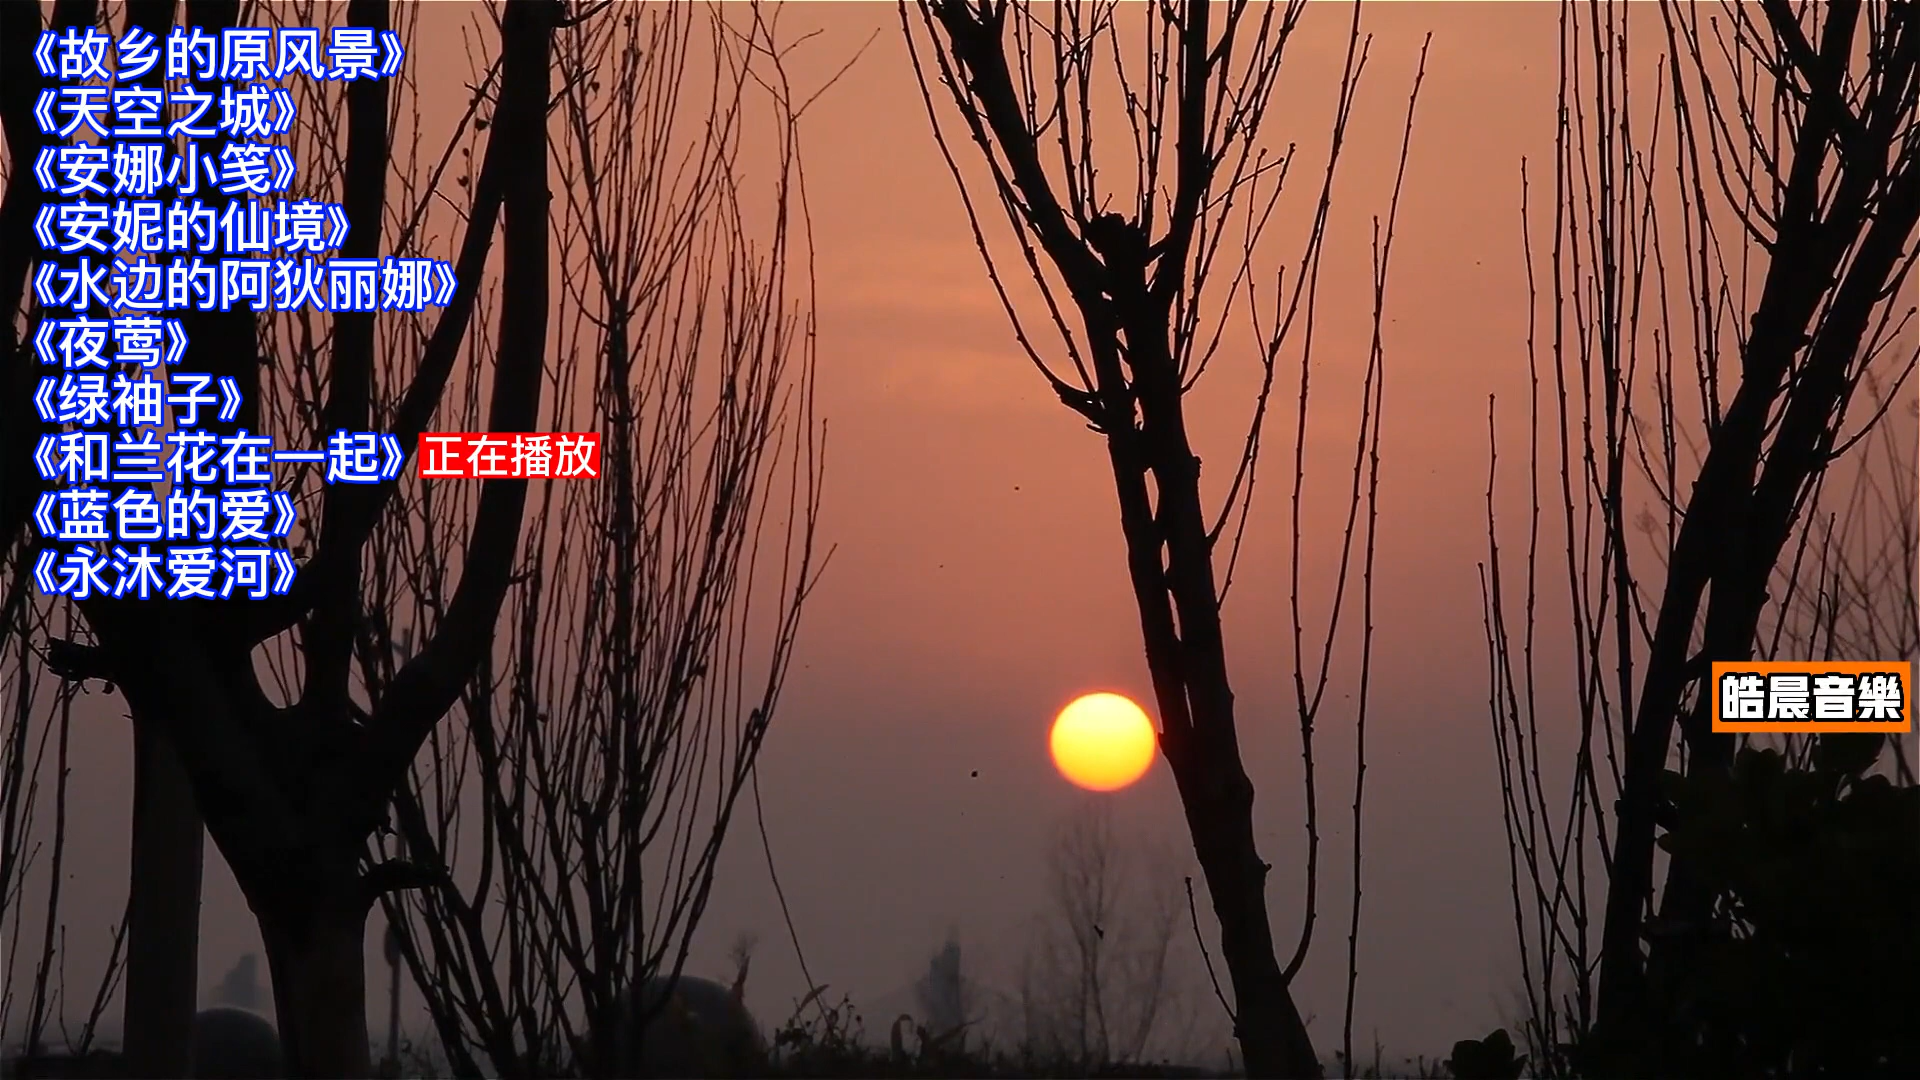 《故乡的原风景》
《天空之城》
《安娜小笺》
《安妮的仙境》
《水边的阿狄丽娜》
《夜莺》
《绿袖子》
《和兰花在一起》 正在播放
《蓝色的爱》
《永沐爱河》
皓晨音樂